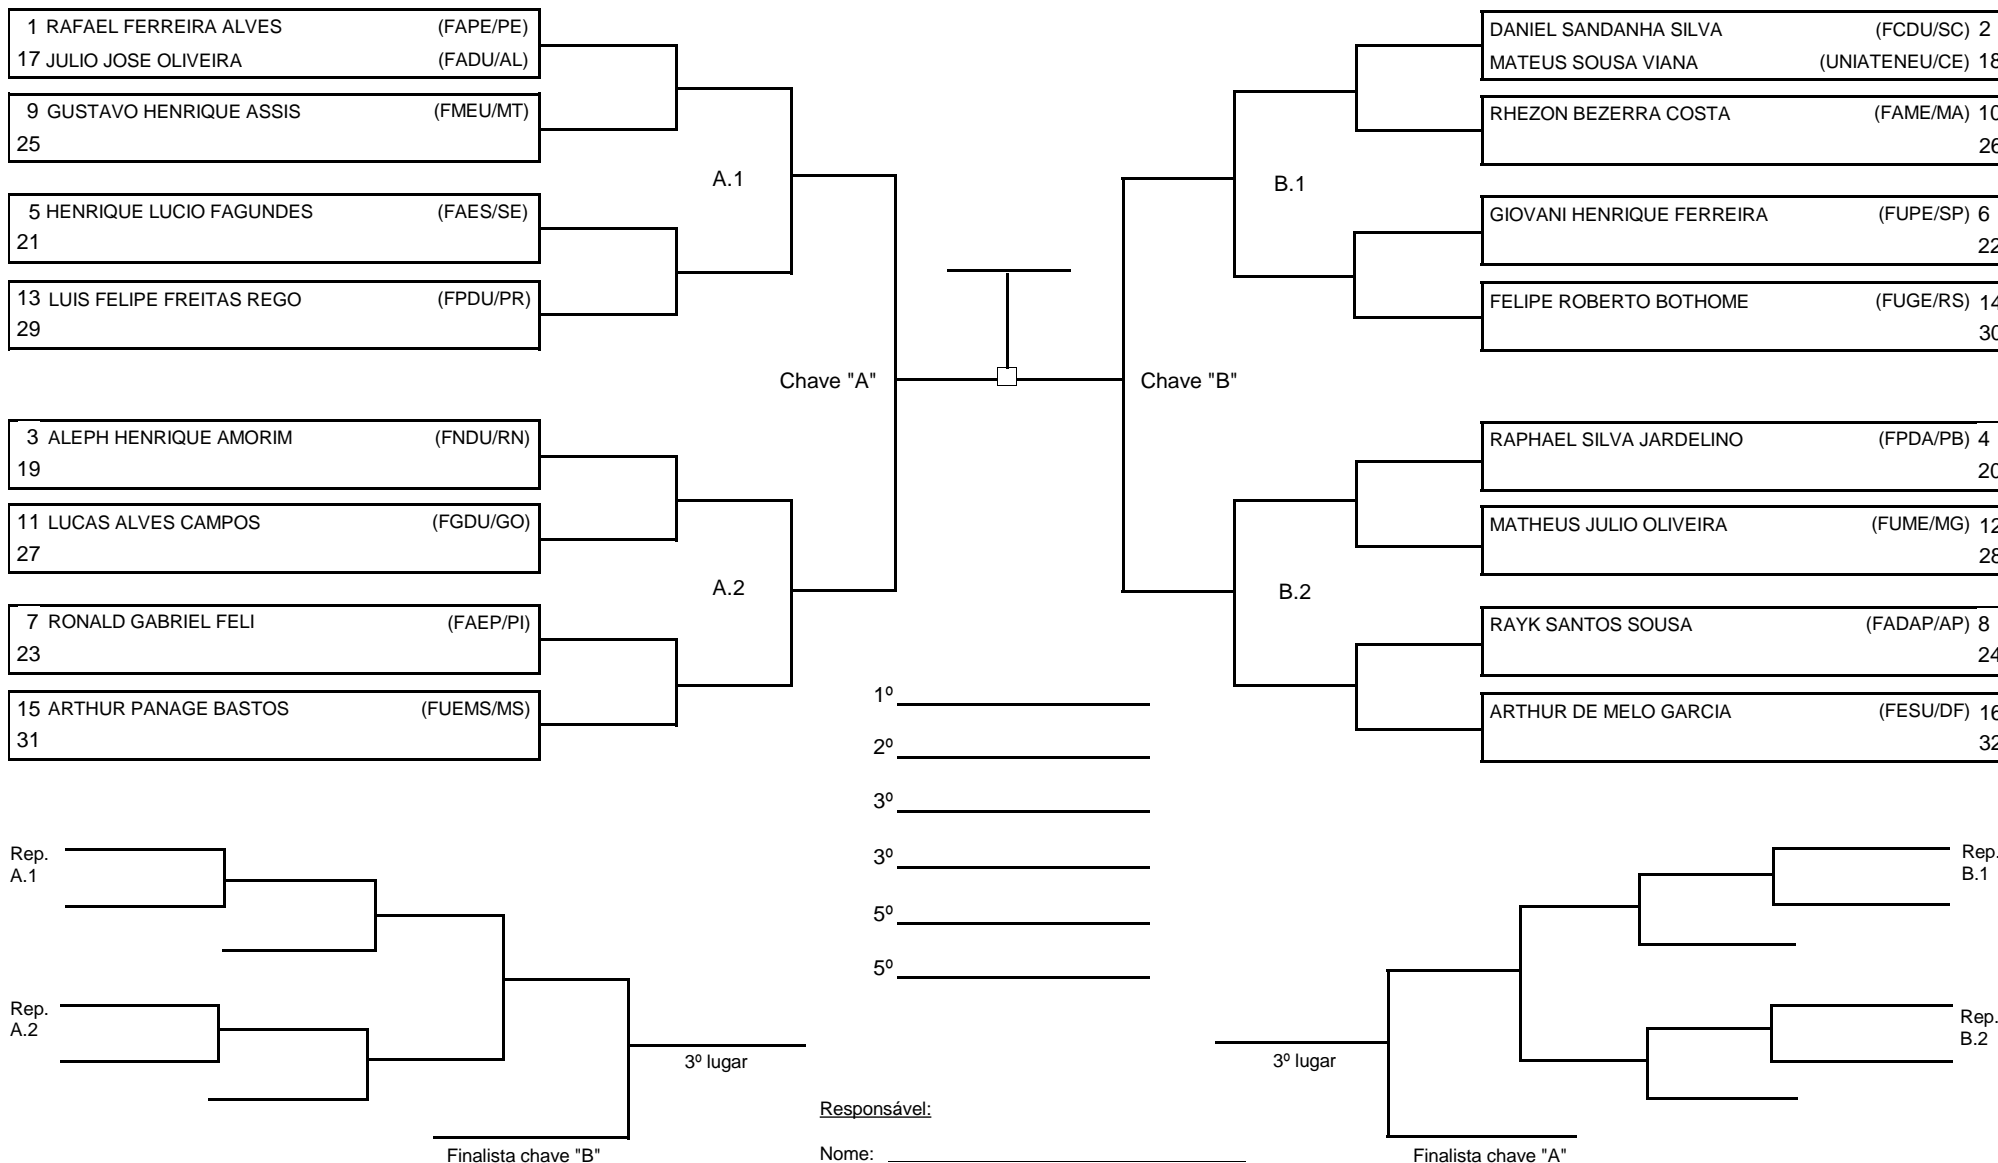 1 RAFAEL FERREIRA ALVES (FAPE/PE)
17 JULIO JOSE OLIVEIRA (FADU/AL)
9 GUSTAVO HENRIQUE ASSIS (FMEU/MT)
25
A.1
5 HENRIQUE LUCIO FAGUNDES (FAES/SE)
21
13 LUIS FELIPE FREITAS REGO (FPDU/PR)
29
Chave "A"
3 ALEPH HENRIQUE AMORIM (FNDU/RN)
19
11 LUCAS ALVES CAMPOS (FGDU/GO)
27
A.2
7 RONALD GABRIEL FELI (FAEP/PI)
23
15 ARTHUR PANAGE BASTOS (FUEMS/MS)
31
DANIEL SANDANHA SILVA (FCDU/SC) 2
MATEUS SOUSA VIANA (UNIATENEU/CE) 18
RHEZON BEZERRA COSTA (FAME/MA) 10
26
B.1
GIOVANI HENRIQUE FERREIRA (FUPE/SP) 6
22
FELIPE ROBERTO BOTHOME (FUGE/RS) 14
30
Chave "B"
RAPHAEL SILVA JARDELINO (FPDA/PB) 4
20
MATHEUS JULIO OLIVEIRA (FUME/MG) 12
28
B.2
RAYK SANTOS SOUSA (FADAP/AP) 8
24
ARTHUR DE MELO GARCIA (FESU/DF) 16
32
1º
2º
3º
3º
5º
5º
Rep.
A.1
Rep.
A.2
3º lugar
Finalista chave "B"
Rep.
B.1
Rep.
B.2
3º lugar
Finalista chave "A"
Responsável:
Nome: